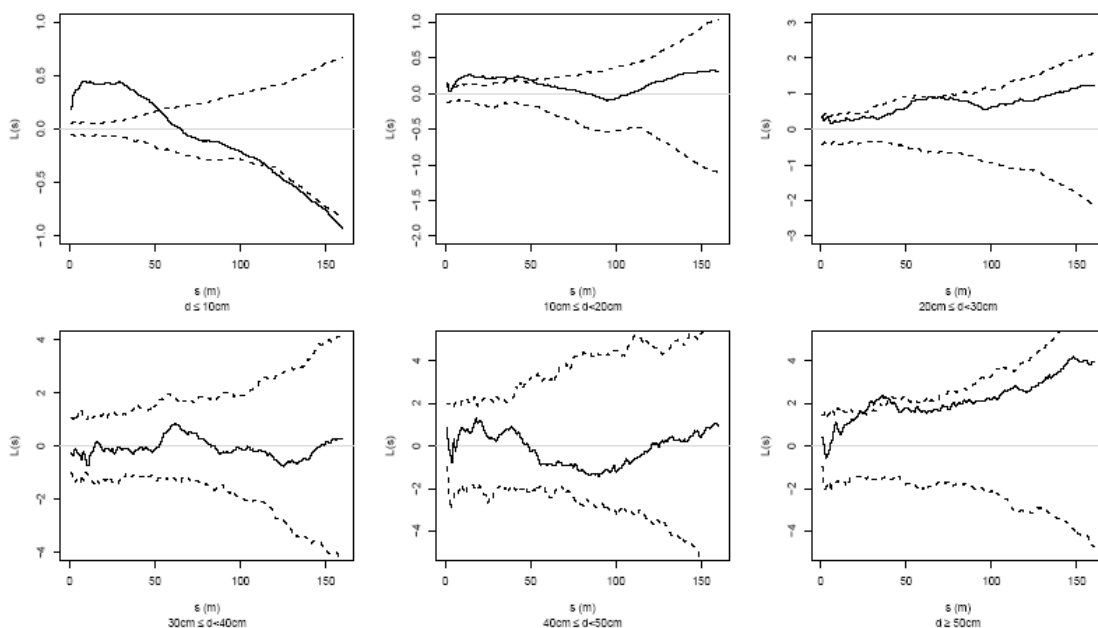 1.0
0.5
0.0
-0.5
-1.0
L(s)
0 50 100 150
s (m)
d ≤ 10cm
1.0
0.5
0.0
-0.5
-1.0
-1.5
-2.0
L(s)
0 50 100 150
s (m)
10cm ≤ d<20cm
3
2
1
0
-1
-2
-3
L(s)
0 50 100 150
s (m)
20cm ≤ d<30cm
4
2
0
-2
-4
L(s)
0 50 100 150
s (m)
30cm ≤ d<40cm
4
2
0
-2
-4
L(s)
0 50 100 150
s (m)
40cm ≤ d<50cm
4
2
0
-2
-4
L(s)
0 50 100 150
s (m)
d ≥ 50cm